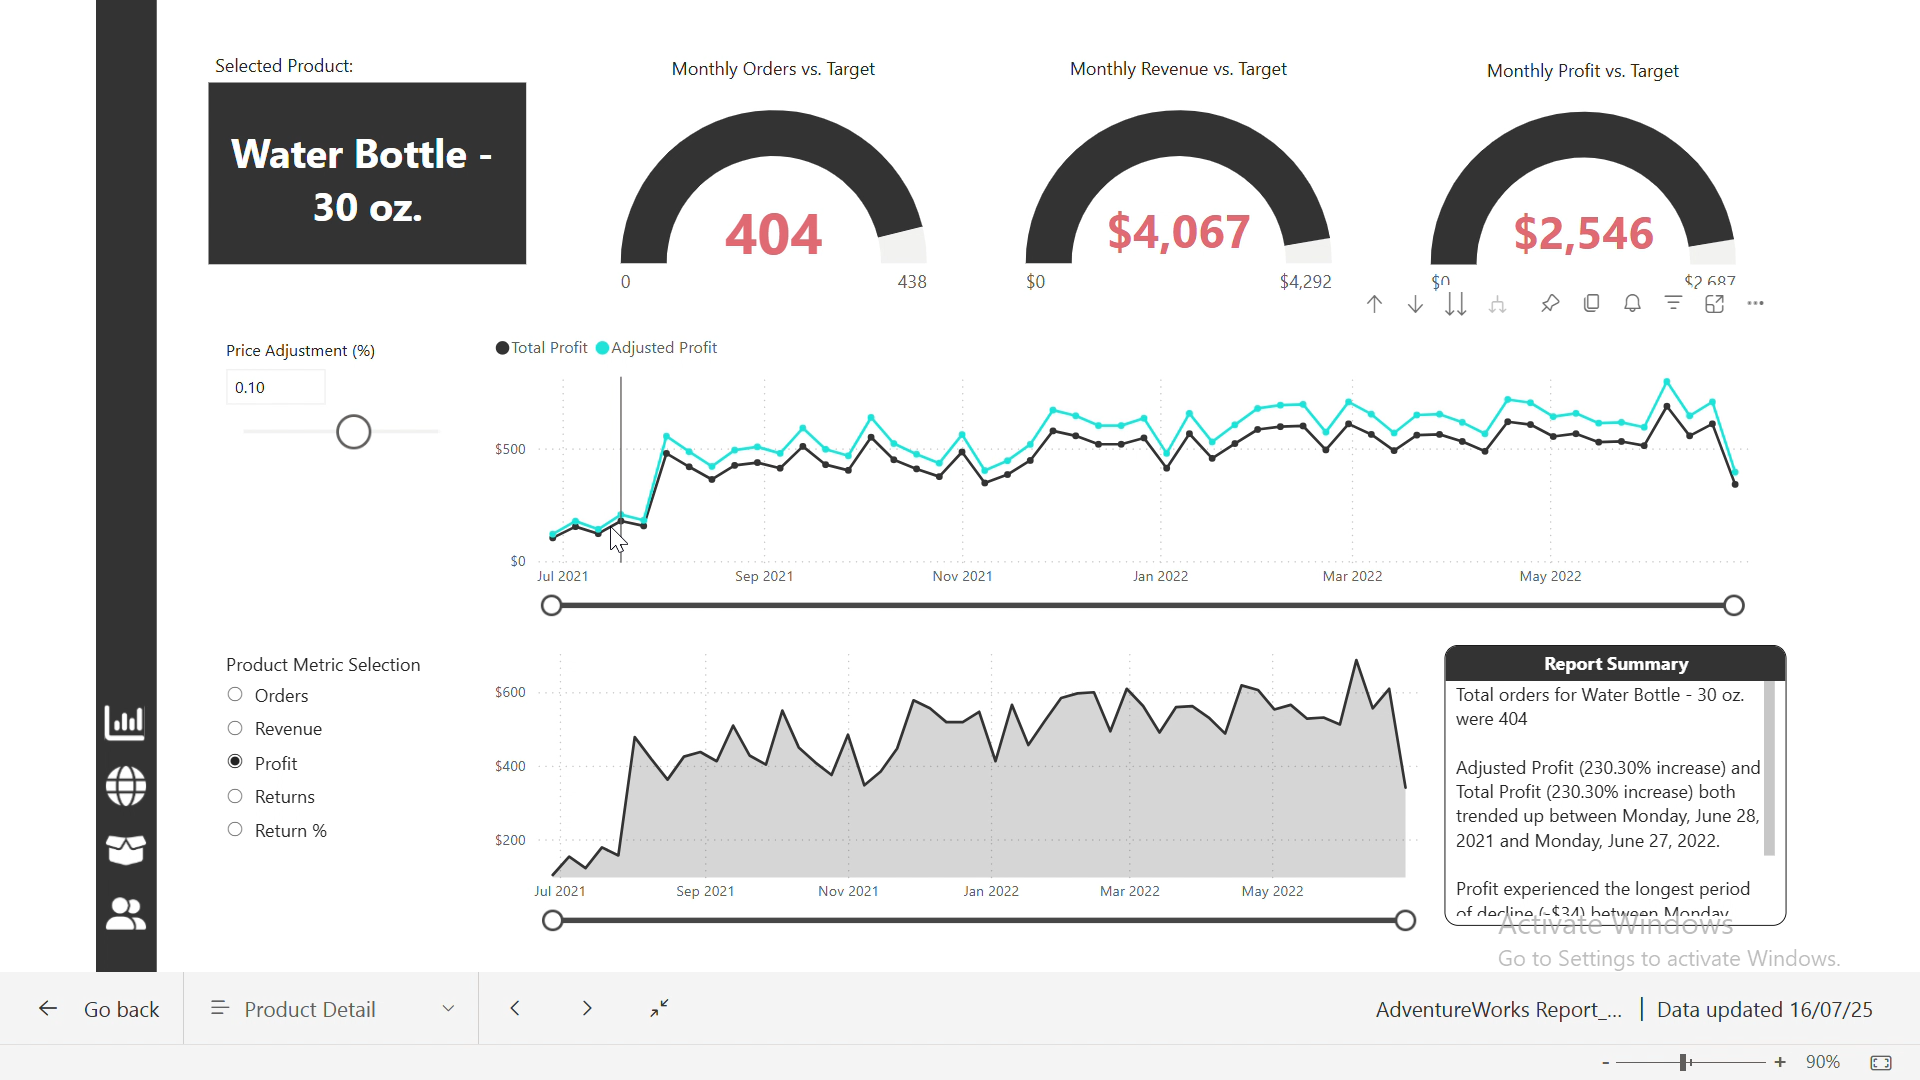 Selected Product:
Water Bottle -
30 oz.
Monthly Orders vs. Target
404
0
438
Monthly Revenue vs. Target
$4,067
$0
$4,292
Monthly Profit vs. Target
$2,546
$0
$2,687
Price Adjustment (%)
0.10
Total Profit Adjusted Profit
$500
$0
Jul 2021 Sep 2021 Nov 2021 Jan 2022 Mar 2022 May 2022
Product Metric Selection
Orders
Revenue
Profit
Returns
Return %
$600
$400
$200
Jul 2021 Sep 2021 Nov 2021 Jan 2022 Mar 2022 May 2022
Report Summary
Total orders for Water Bottle - 30 oz.
were 404
Adjusted Profit (230.30% increase) and
Total Profit (230.30% increase) both
trended up between Monday, June 28,
2021 and Monday, June 27, 2022.
Profit experienced the longest period
of decline (-$34) between Monday,
Activate Windows
Go to Settings to activate Windows.
Go back
Product Detail
AdventureWorks Report_... | Data updated 16/07/25
- + 90%